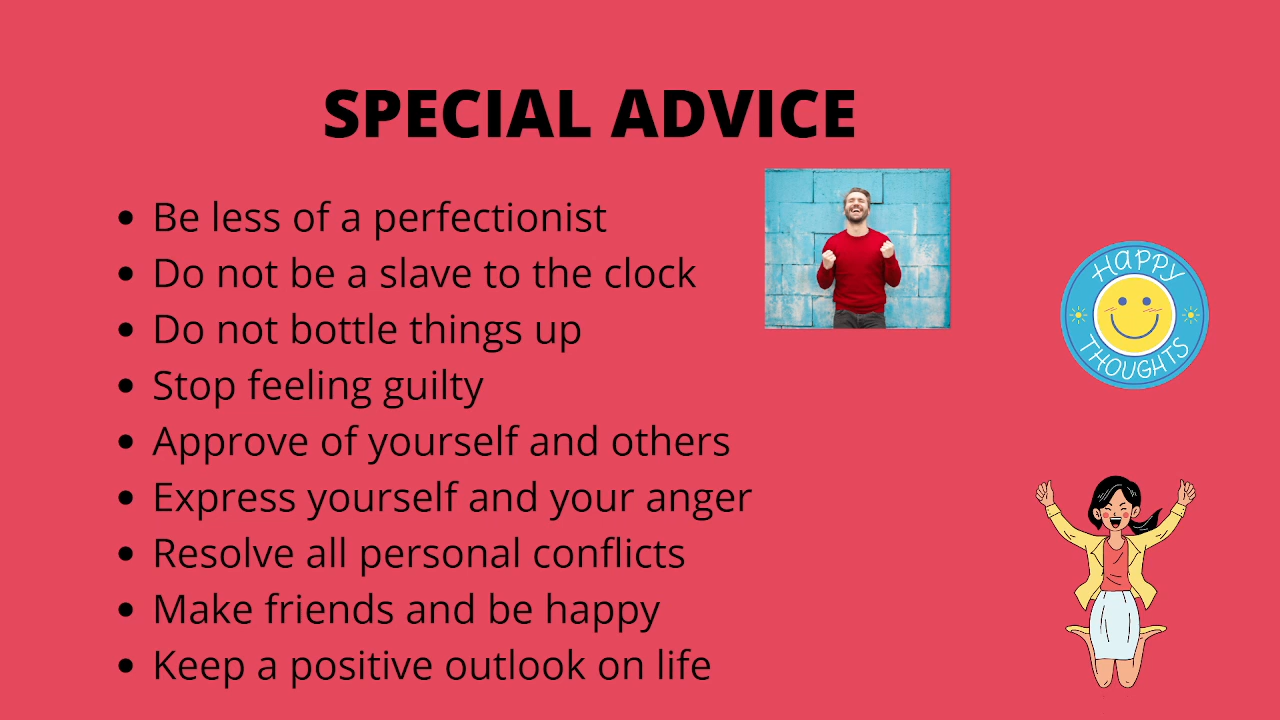 SPECIAL ADVICE
Be less of a perfectionist
Do not be a slave to the clock
Do not bottle things up
Stop feeling guilty
Approve of yourself and others
Express yourself and your anger
Resolve all personal conflicts
Make friends and be happy
Keep a positive outlook on life
HAPPY
THOUGHTS